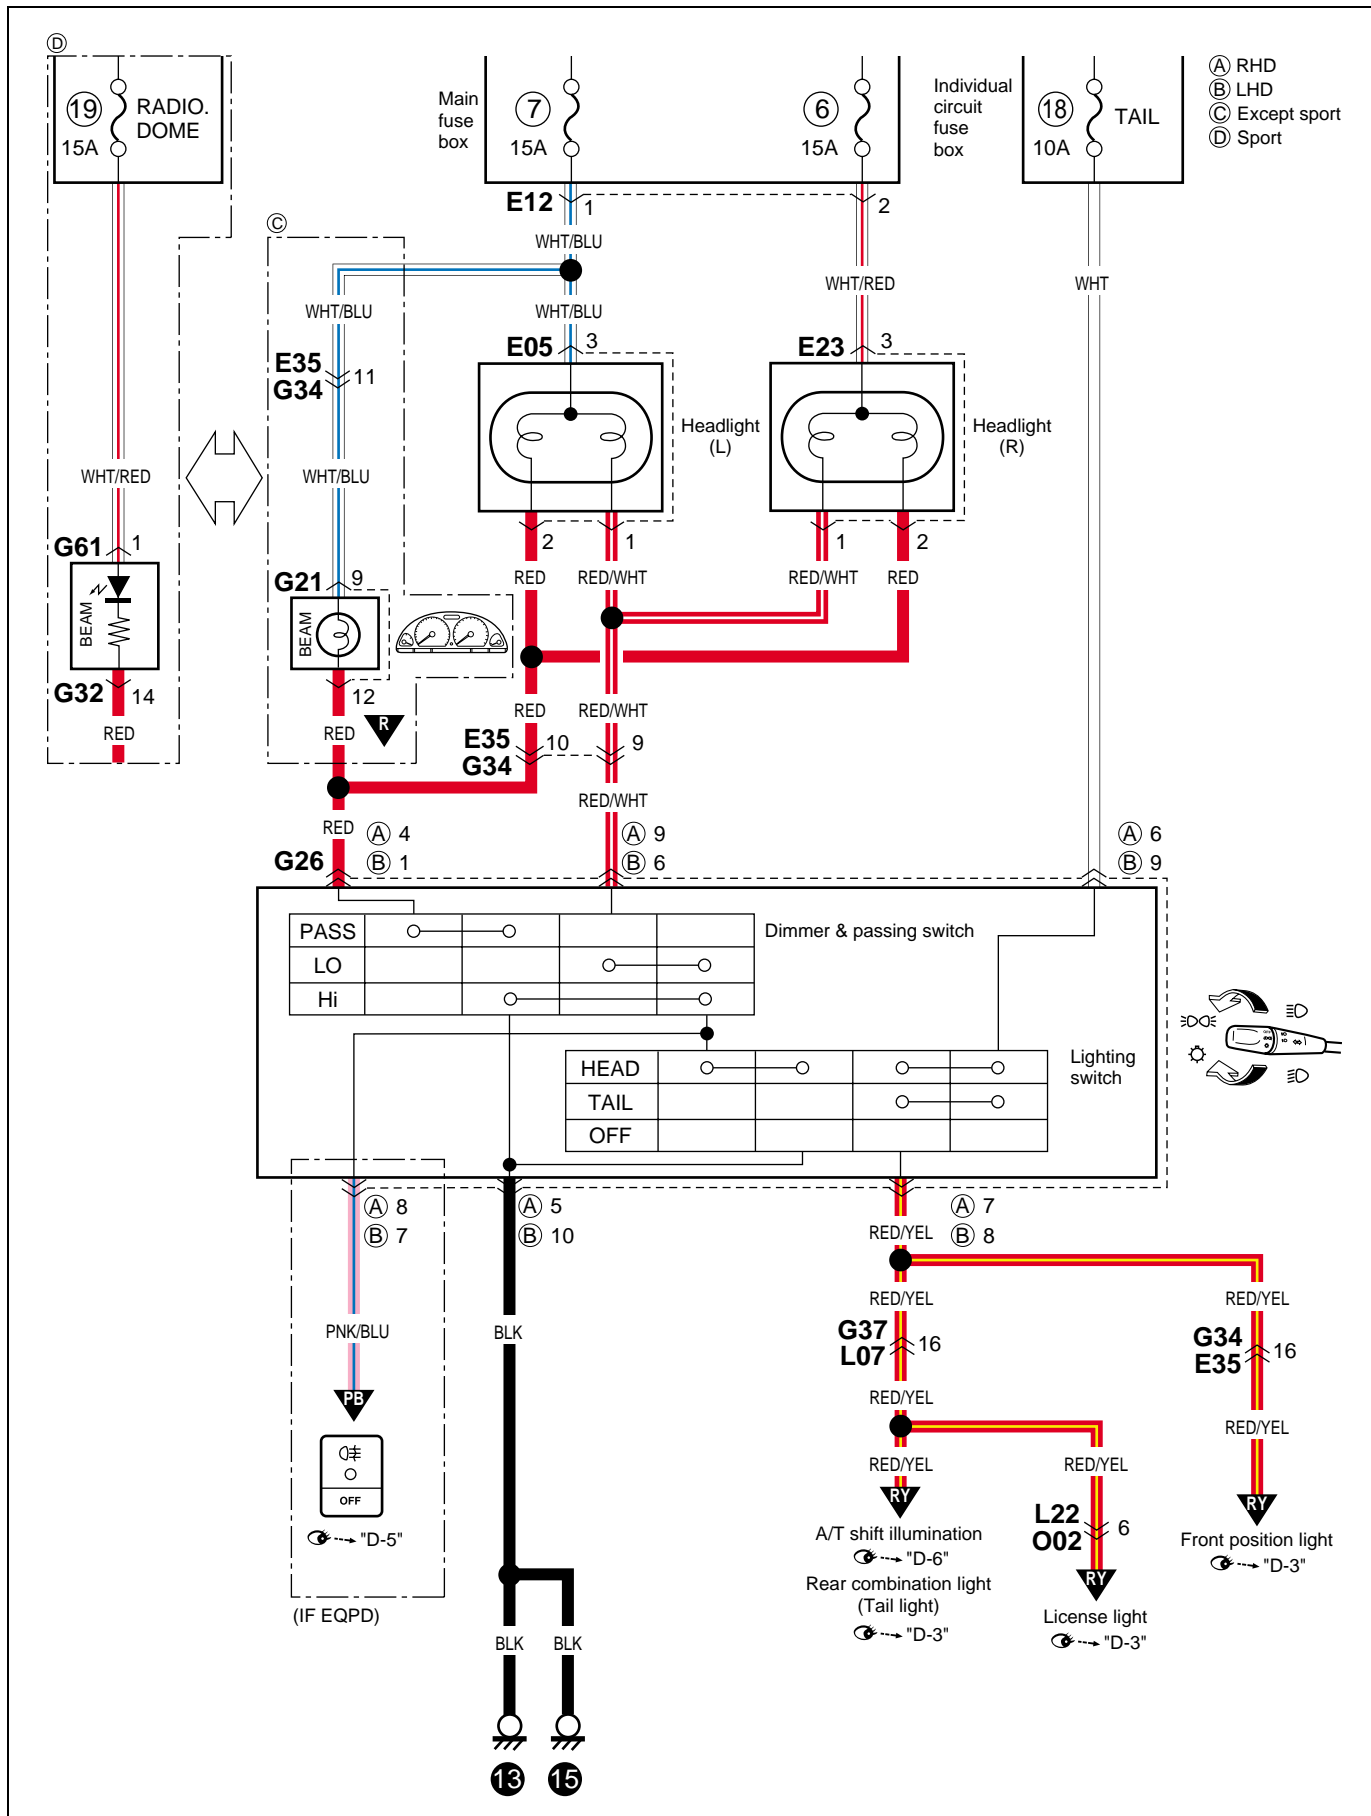 Ⓓ
19
RADIO.
DOME
15A
Main
fuse
box
7
15A
6
15A
Individual
circuit
fuse
box
18
10A
TAIL
Ⓐ RHD
Ⓑ LHD
Ⓒ Except sport
Ⓓ Sport
E12
1
2
Ⓒ
WHT/BLU
WHT/BLU
WHT/BLU
WHT/RED
WHT
E35
G34
11
E05
3
E23
3
Headlight
(L)
Headlight
(R)
WHT/RED
WHT/BLU
2
1
1
2
G61
1
G21
9
RED
RED/WHT
RED/WHT
RED
BEAM
BEAM
G32
14
12
RED
RED
R
RED
RED/WHT
E35
G34
10
9
RED/WHT
RED
Ⓐ 4
Ⓑ 1
G26
Ⓐ 9
Ⓑ 6
Ⓐ 6
Ⓑ 9
PASS
LO
Hi
Dimmer & passing switch
HEAD
TAIL
OFF
Lighting
switch
Ⓐ 8
Ⓑ 7
Ⓐ 5
Ⓑ 10
Ⓐ 7
Ⓑ 8
RED/YEL
RED/YEL
RED/YEL
PNK/BLU
BLK
G37
L07
16
G34
E35
16
PB
RED/YEL
RED/YEL
RED/YEL
RED/YEL
OFF
"D-5"
(IF EQPD)
RY
A/T shift illumination
"D-6"
Rear combination light
(Tail light)
"D-3"
L22
O02
6
RY
License light
"D-3"
RY
Front position light
"D-3"
BLK
BLK
13
15